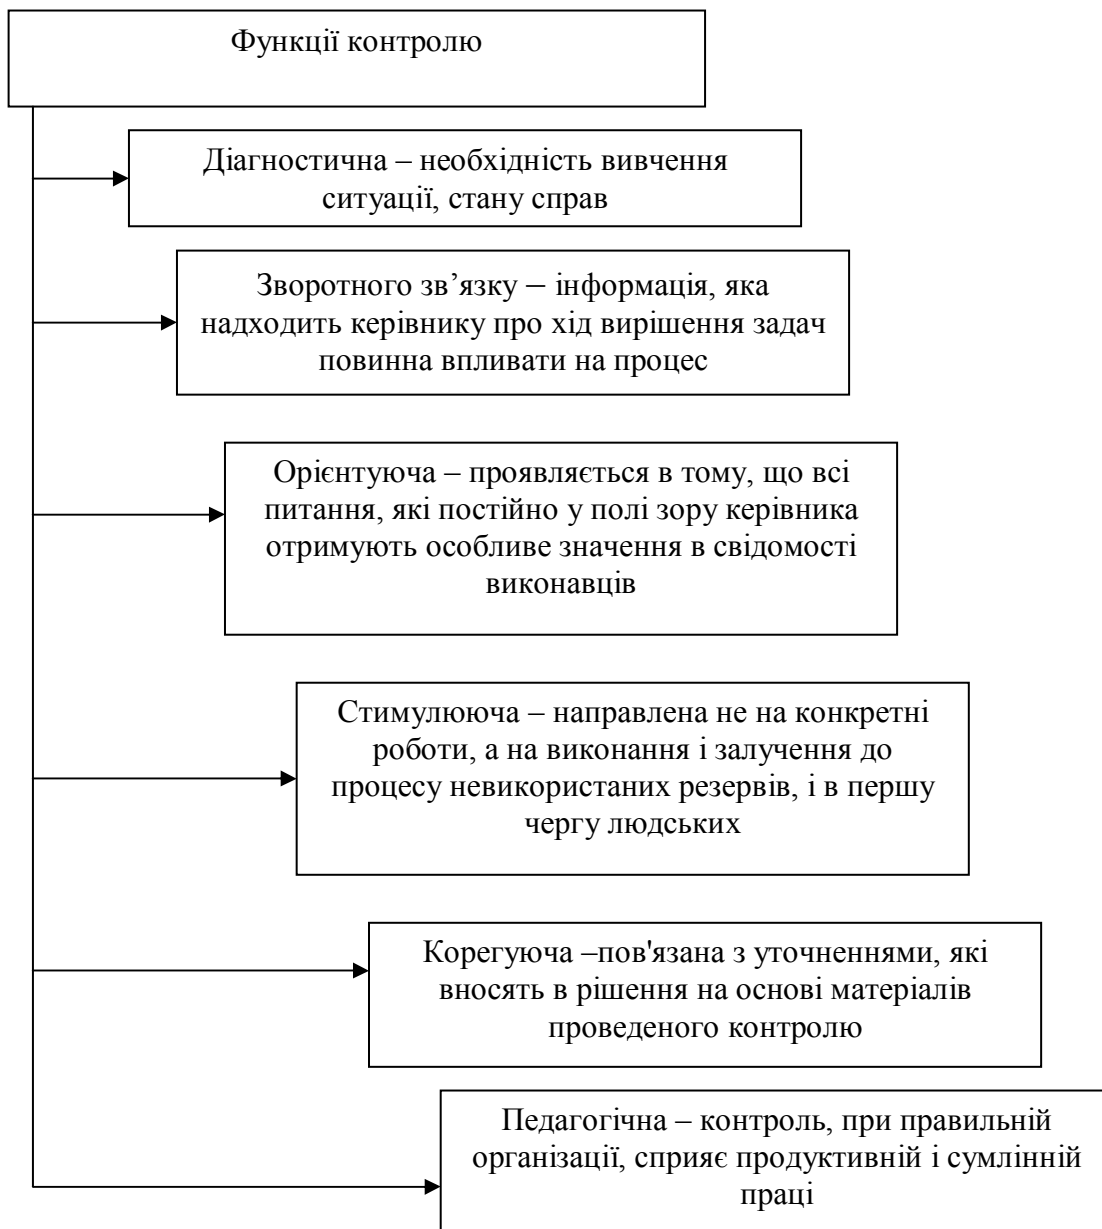 Функції контролю
Діагностична – необхідність вивчення
ситуації, стану справ
Зворотного зв’язку – інформація, яка
надходить керівнику про хід вирішення задач
повинна впливати на процес
Орієнтуюча – проявляється в тому, що всі
питання, які постійно у полі зору керівника
отримують особливе значення в свідомості
виконавців
Стимулююча – направлена не на конкретні
роботи, а на виконання і залучення до
процесу невикористаних резервів, і в першу
чергу людських
Корегуюча –пов'язана з уточненнями, які
вносять в рішення на основі матеріалів
проведеного контролю
Педагогічна – контроль, при правильній
організації, сприяє продуктивній і сумлінній
праці